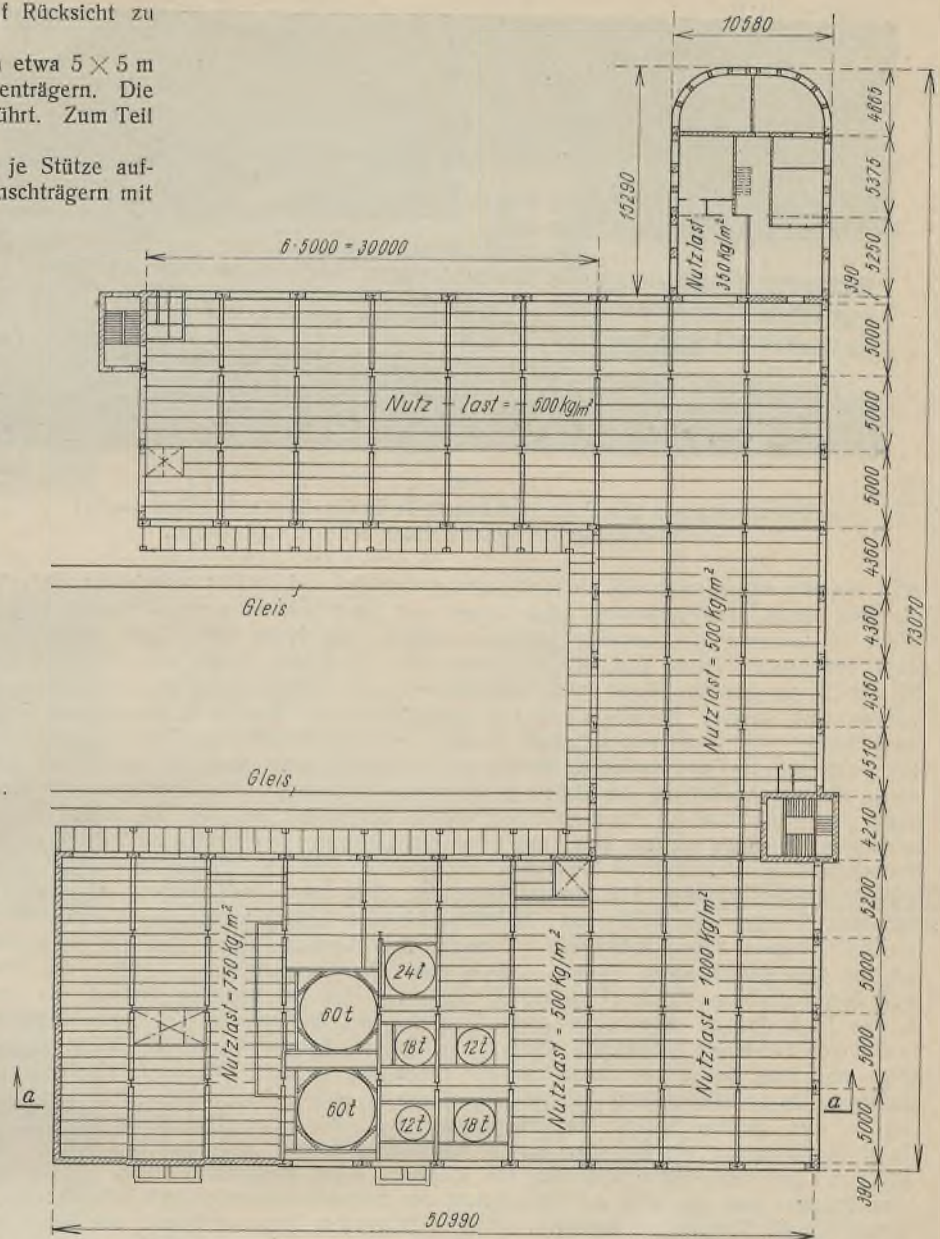 f Rücksicht zu
etwa 5 × 5 m
enträgern. Die
ührt. Zum Teil
je Stütze auf-
nschträgern mit
10580
15290
4665
5375
5250
390
Nutzlast
350 kg/m²
6·5000 = 30000
5000
5000
5000
Nutz - last = 500 kg/m²
4360
4360
4360
4510
4210
73070
Nutzlast = 500 kg/m²
Gleis
Gleis
5200
5000
5000
5000
390
Nutzlast = 750 kg/m²
Nutzlast = 500 kg/m²
Nutzlast = 1000 kg/m²
24t
60t
18t
12t
60t
12t
18t
a
a
50990